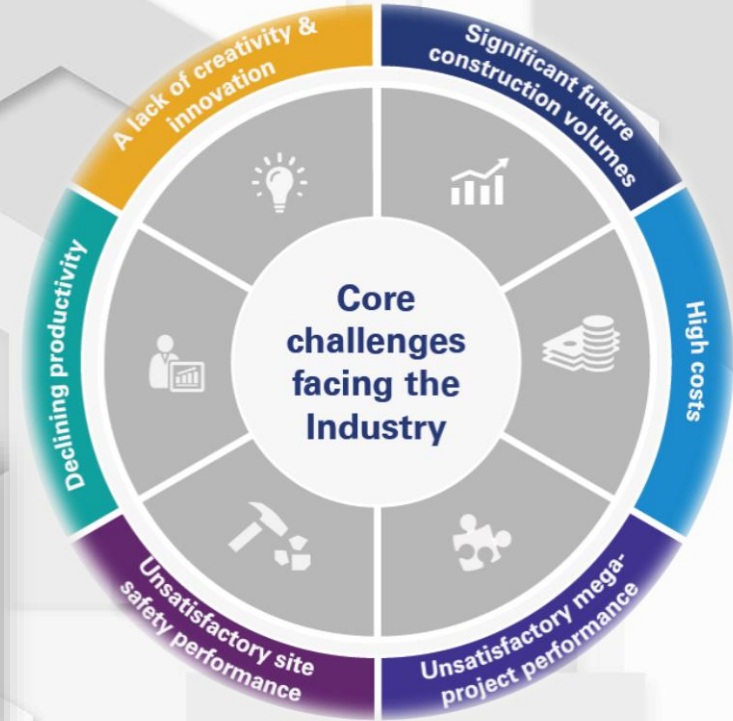 Core
challenges
facing the
Industry
Significant future
construction volumes
High costs
Unsatisfactory mega-
project performance
Unsatisfactory site
safety performance
Declining productivity
A lack of creativity &
innovation